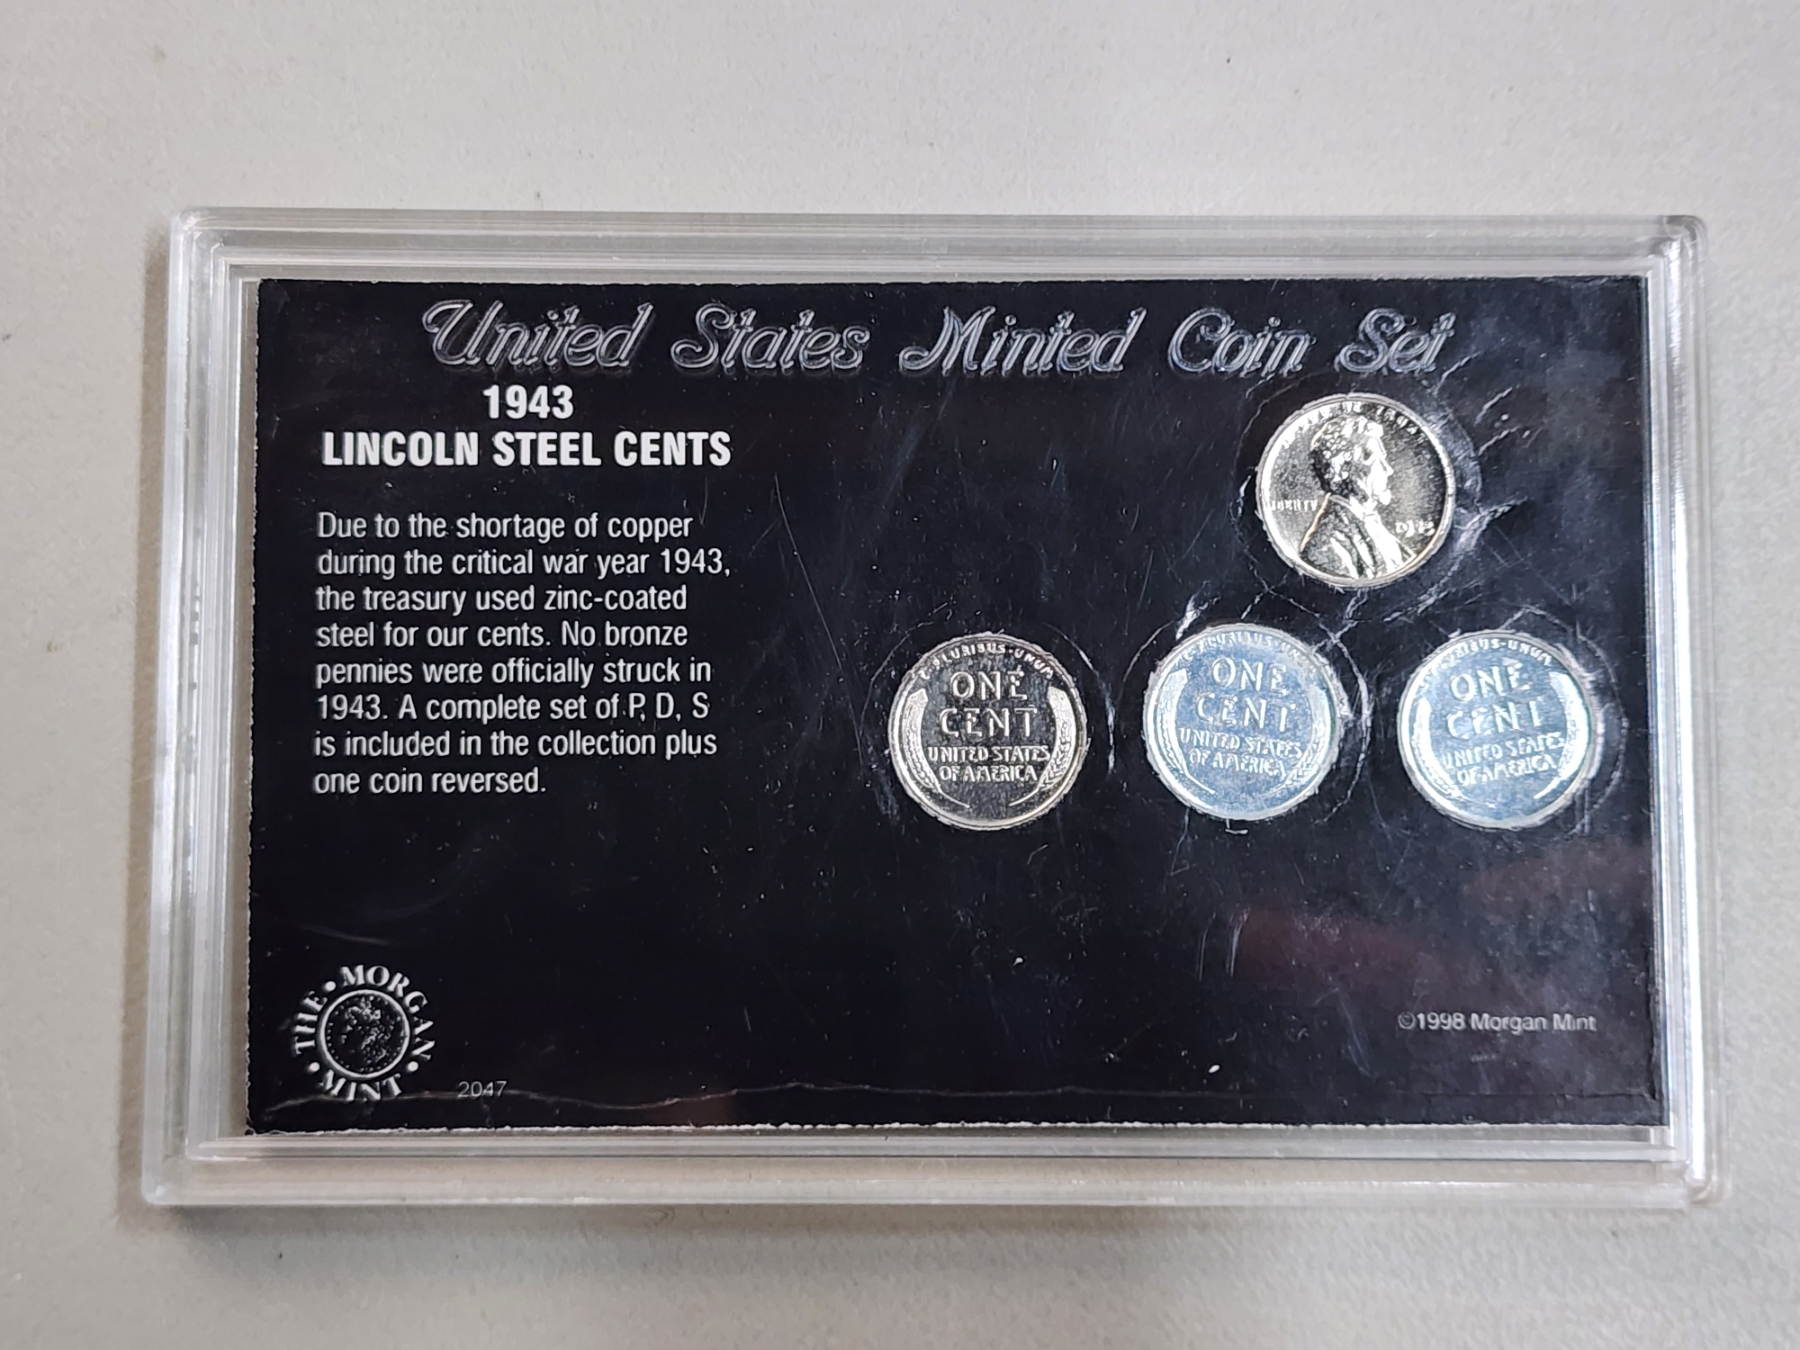 United States Minted Coin Set
1943
LINCOLN STEEL CENTS
Due to the shortage of copper
during the critical war year 1943,
the treasury used zinc-coated
steel for our cents. No bronze
pennies were officially struck in
1943. A complete set of P, D, S
is included in the collection plus
one coin reversed.
LIBERTY
PLURIBUS·UNUM
ONE
CENT
UNITED STATES
OF AMERICA
PLURIBUS·UNUM
ONE
CENT
UNITED STATES
OF AMERICA
ONE
CENT
UNITED STATES
OF AMERICA
THE • MORGAN • MINT •
2047
©1998 Morgan Mint